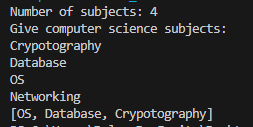 Number of subjects: 4
Give computer science subjects:
Crypotography
Database
OS
Networking
[OS, Database, Crypotography]